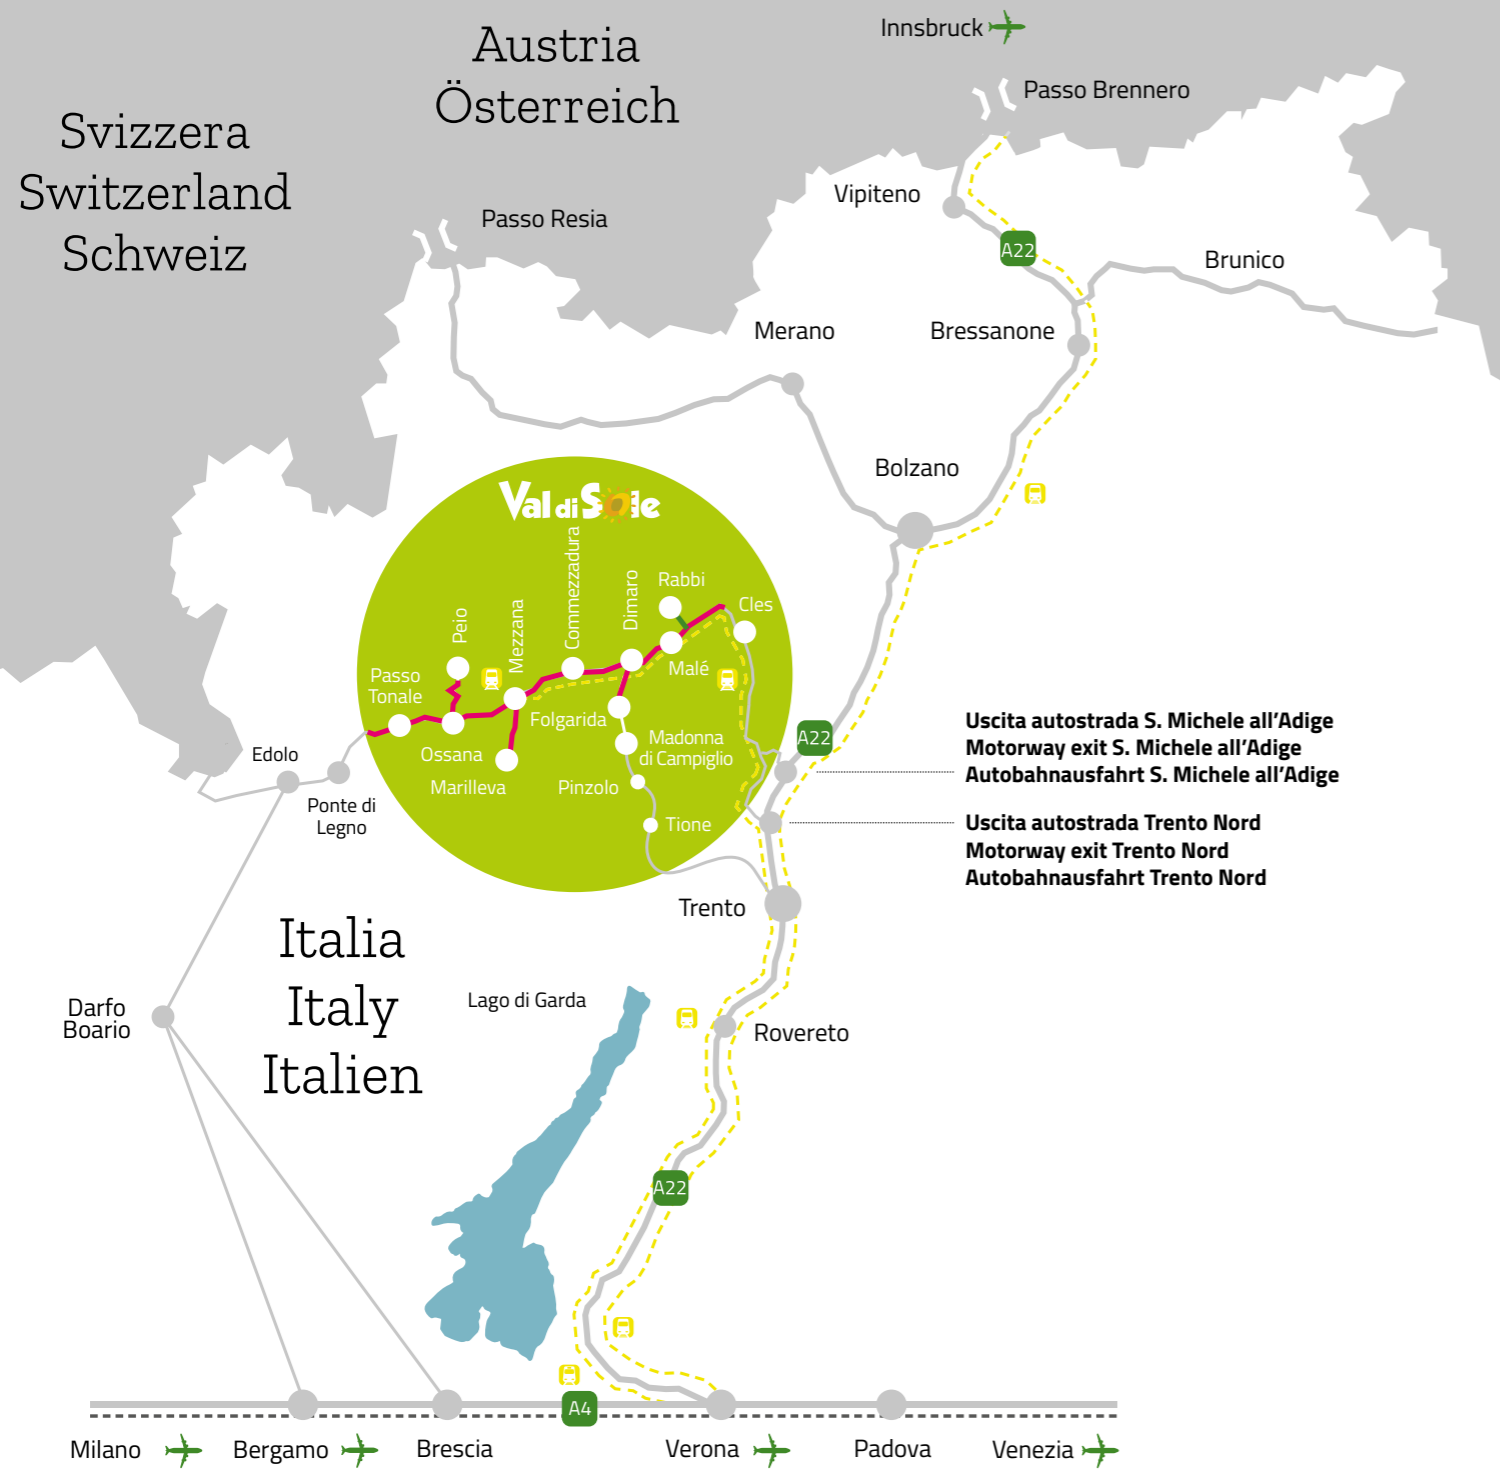 Innsbruck
Austria
Österreich
Passo Brennero
Svizzera
Switzerland
Schweiz
Vipiteno
Passo Resia
A22
Brunico
Merano
Bressanone
Bolzano
Val di Sole
Commezzadura
Dimaro
Rabbi
Cles
Peio
Mezzana
Malé
Passo
Tonale
Folgarida
Ossana
Madonna
di Campiglio
Marilleva
Pinzolo
Tione
A22
Edolo
Ponte di
Legno
Uscita autostrada S. Michele all’Adige
Motorway exit S. Michele all’Adige
Autobahnausfahrt S. Michele all’Adige
Uscita autostrada Trento Nord
Motorway exit Trento Nord
Autobahnausfahrt Trento Nord
Trento
Italia
Italy
Italien
Lago di Garda
Darfo
Boario
Rovereto
A22
A4
Milano
Bergamo
Brescia
Verona
Padova
Venezia